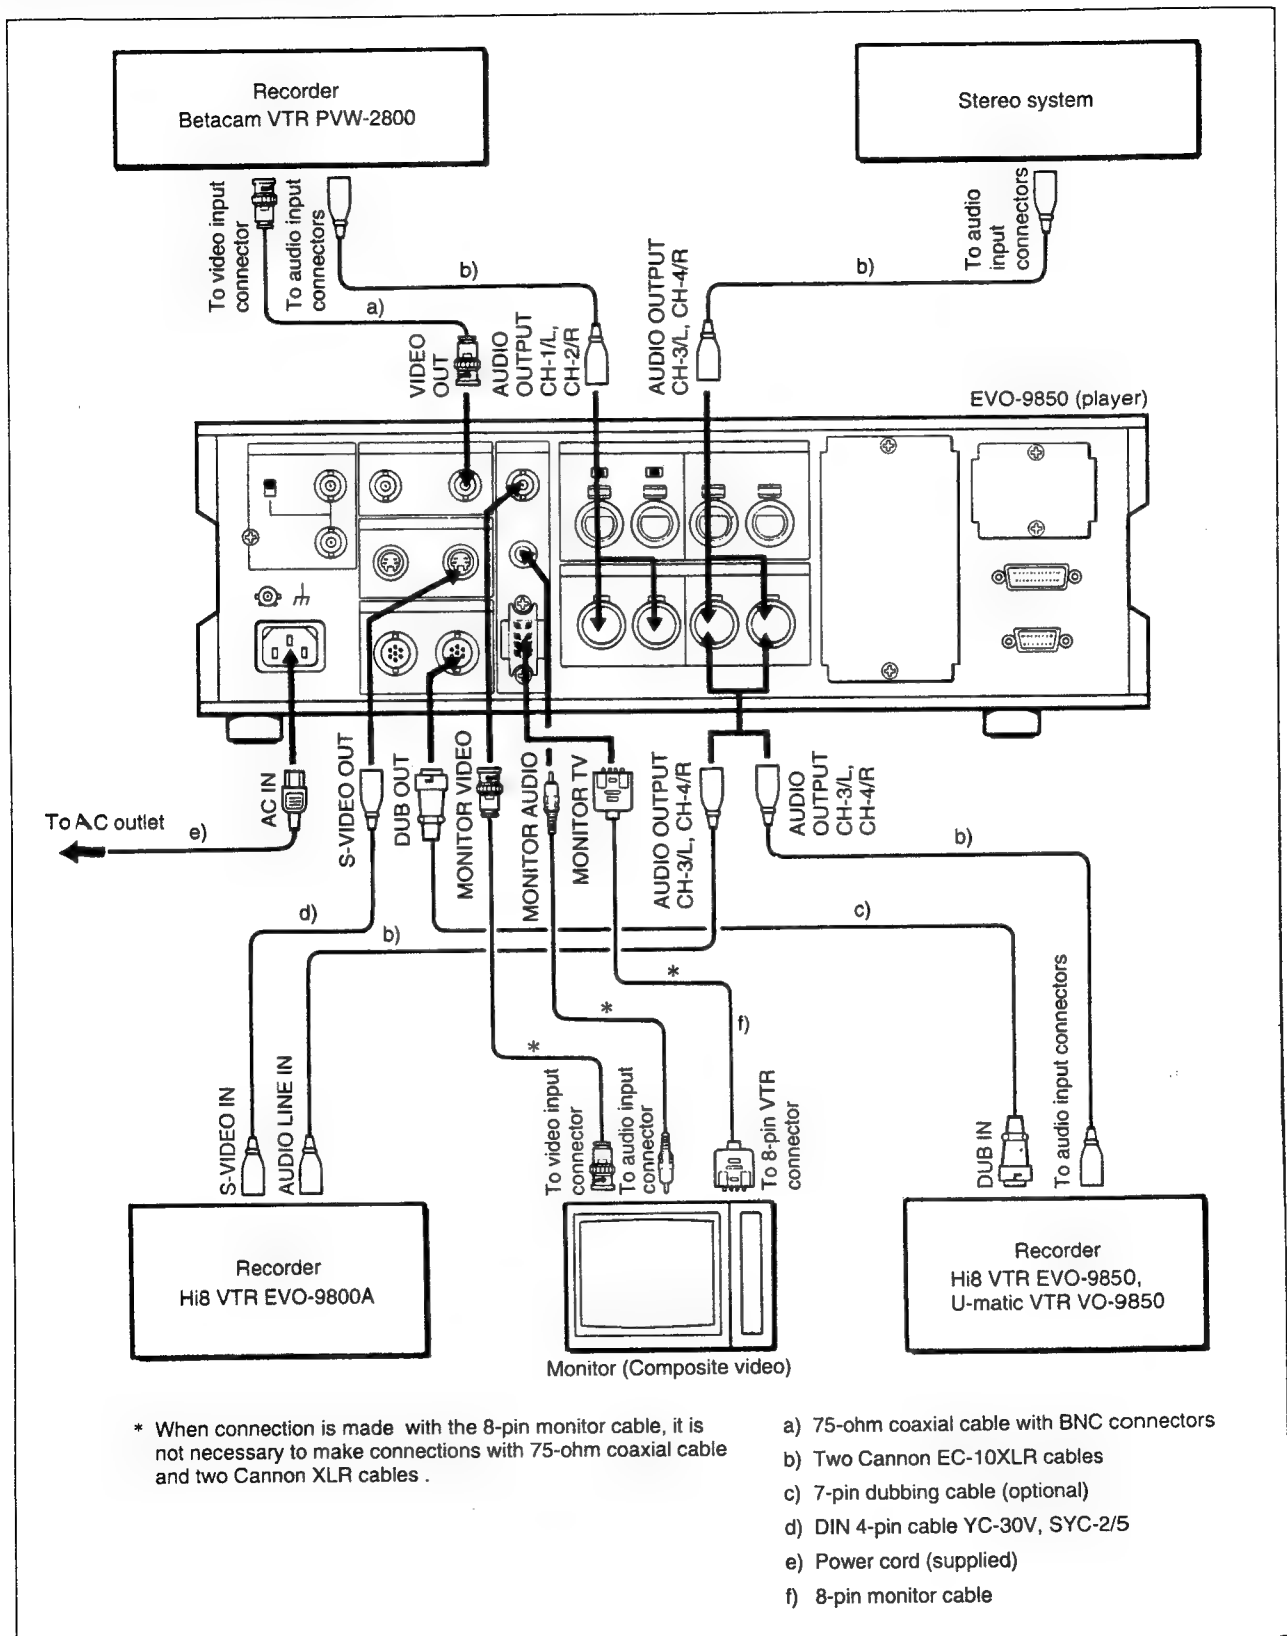 Recorder
Betacam VTR PVW-2800
Stereo system
To video input
connector
To audio input
connectors
b)
a)
VIDEO
OUT
AUDIO
OUTPUT
CH-1/L,
CH-2/R
AUDIO OUTPUT
CH-3/L, CH-4/R
b)
To audio
input
connectors
EVO-9850 (player)
To AC outlet
e)
AC IN
S-VIDEO OUT
DUB OUT
MONITOR VIDEO
MONITOR AUDIO
MONITOR TV
AUDIO OUTPUT
CH-3/L, CH-4/R
AUDIO
OUTPUT
CH-3/L,
CH-4/R
b)
d)
b)
c)
*
*
*
f)
S-VIDEO IN
AUDIO LINE IN
To video input
connector
To audio input
connector
To 8-pin VTR
connector
DUB IN
To audio input connectors
Recorder
Hi8 VTR EVO-9800A
Monitor (Composite video)
Recorder
Hi8 VTR EVO-9850,
U-matic VTR VO-9850
* When connection is made with the 8-pin monitor cable, it is
not necessary to make connections with 75-ohm coaxial cable
and two Cannon XLR cables .
a) 75-ohm coaxial cable with BNC connectors
b) Two Cannon EC-10XLR cables
c) 7-pin dubbing cable (optional)
d) DIN 4-pin cable YC-30V, SYC-2/5
e) Power cord (supplied)
f) 8-pin monitor cable